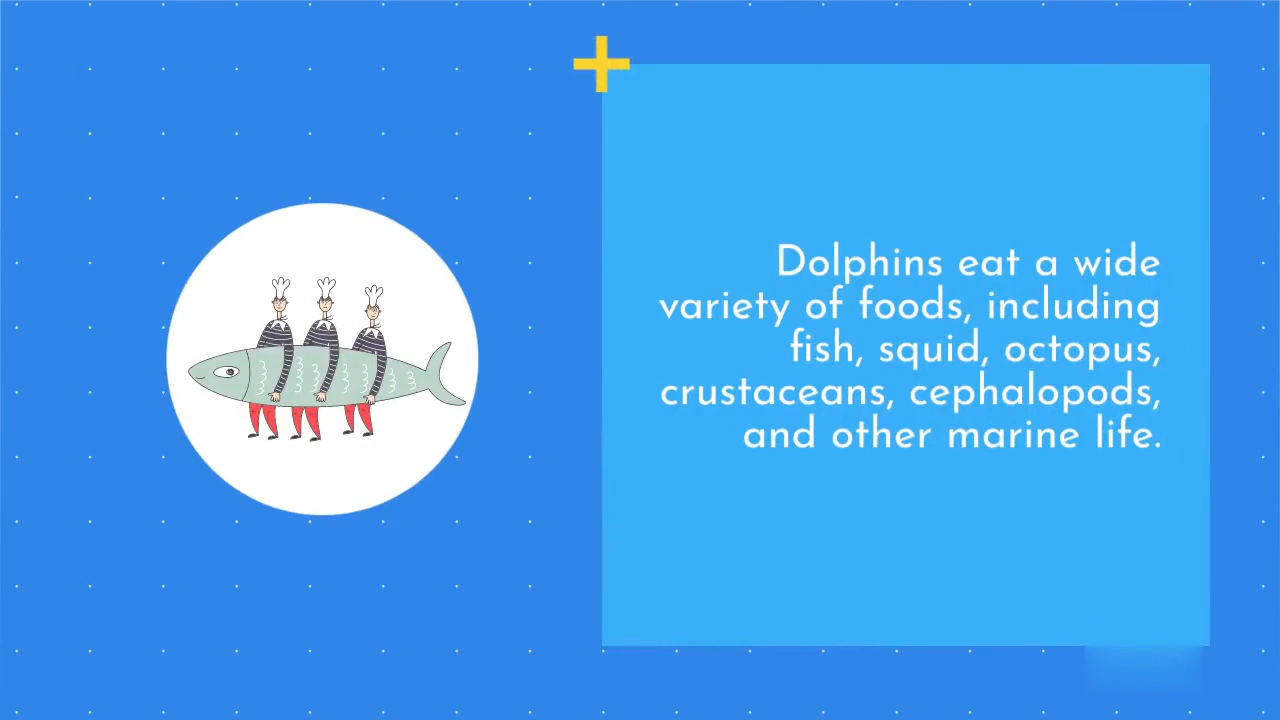 Dolphins eat a wide
variety of foods, including
fish, squid, octopus,
crustaceans, cephalopods,
and other marine life.